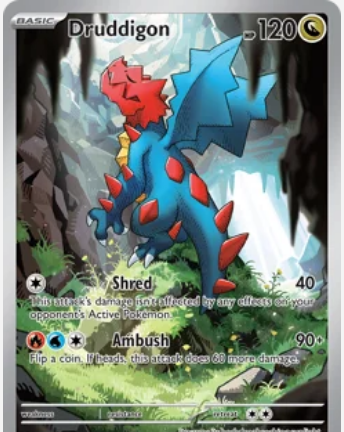 BASIC
Druddigon
HP 120
Shred 40
This attack's damage isn't affected by any effects on your
opponent's Active Pokémon.
Ambush 90+
Flip a coin. If heads, this attack does 60 more damage.
weakness resistance retreat